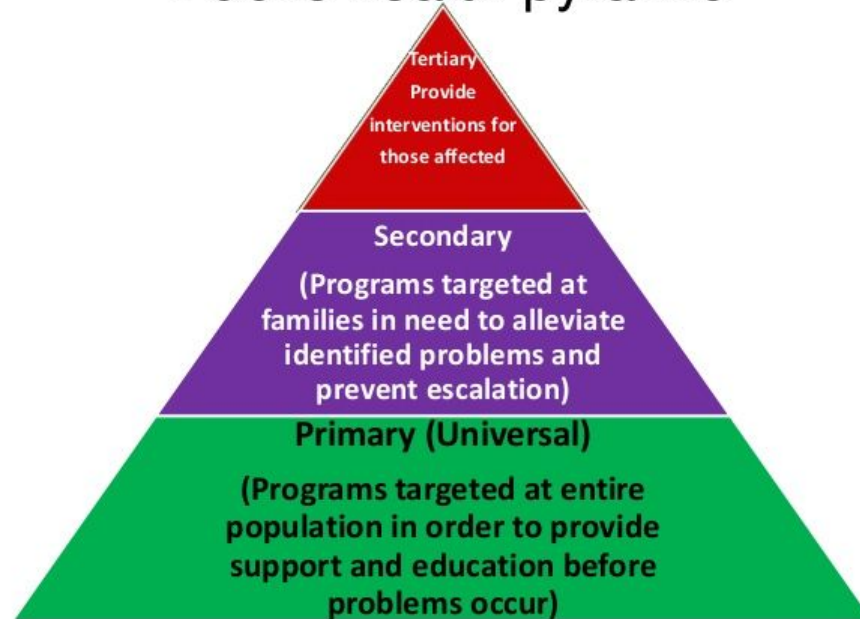 Tertiary
Provide
interventions for
those affected
Secondary
(Programs targeted at
families in need to alleviate
identified problems and
prevent escalation)
Primary (Universal)
(Programs targeted at entire
population in order to provide
support and education before
problems occur)